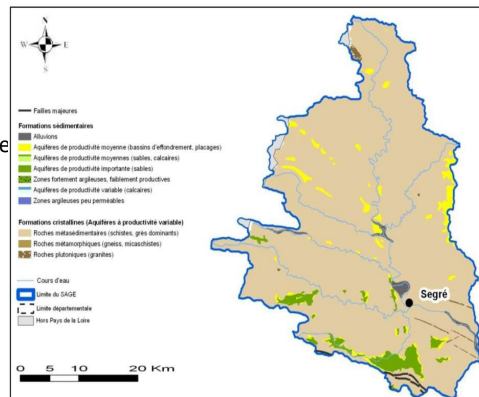 e
N
W E
S
Failles majeures
Formations sédimentaires
Alluvions
Aquifères de productivité moyenne (bassins d'effondrement, placages)
Aquifères de productivité moyennes (sables, calcaires)
Aquifères de productivité importante (sables)
Zones fortement argileuses, faiblement productives
Aquifères de productivité variable (calcaires)
Zones argileuses peu perméables
Formations cristallines (Aquifères à productivité variable)
Roches métasédimentaires (schistes, grès dominants)
Roches métamorphiques (gneiss, micaschistes)
Roches plutoniques (granites)
Cours d'eau
Limite du SAGE
Limite départementale
Hors Pays de la Loire
Segré
0 5 10 20 Km